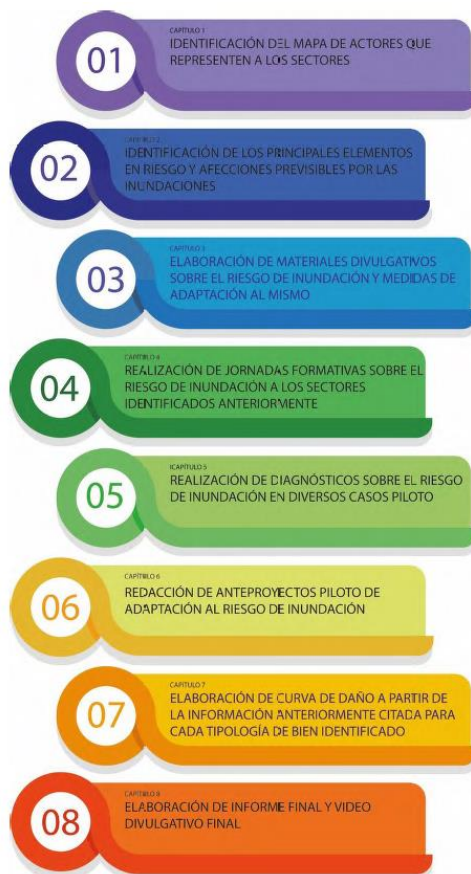 01
CAPÍTULO 1
IDENTIFICACIÓN DEL MAPA DE ACTORES QUE
REPRESENTEN A LOS SECTORES
02
CAPÍTULO 2
IDENTIFICACIÓN DE LOS PRINCIPALES ELEMENTOS
EN RIESGO Y AFECCIONES PREVISIBLES POR LAS
INUNDACIONES
03
CAPÍTULO 3
ELABORACIÓN DE MATERIALES DIVULGATIVOS
SOBRE EL RIESGO DE INUNDACIÓN Y MEDIDAS DE
ADAPTACIÓN AL MISMO
04
CAPÍTULO 4
REALIZACIÓN DE JORNADAS FORMATIVAS SOBRE EL
RIESGO DE INUNDACIÓN A LOS SECTORES
IDENTIFICADOS ANTERIORMENTE
05
ICAPÍTULO 5
REALIZACIÓN DE DIAGNÓSTICOS SOBRE EL RIESGO
DE INUNDACIÓN EN DIVERSOS CASOS PILOTO
06
CAPÍTULO 6
REDACCIÓN DE ANTEPROYECTOS PILOTO DE
ADAPTACIÓN AL RIESGO DE INUNDACIÓN
07
CAPÍTULO 7
ELABORACIÓN DE CURVA DE DAÑO A PARTIR DE
LA INFORMACIÓN ANTERIORMENTE CITADA PARA
CADA TIPOLOGÍA DE BIEN IDENTIFICADO
08
CAPÍTULO 8
ELABORACIÓN DE INFORME FINAL Y VIDEO
DIVULGATIVO FINAL